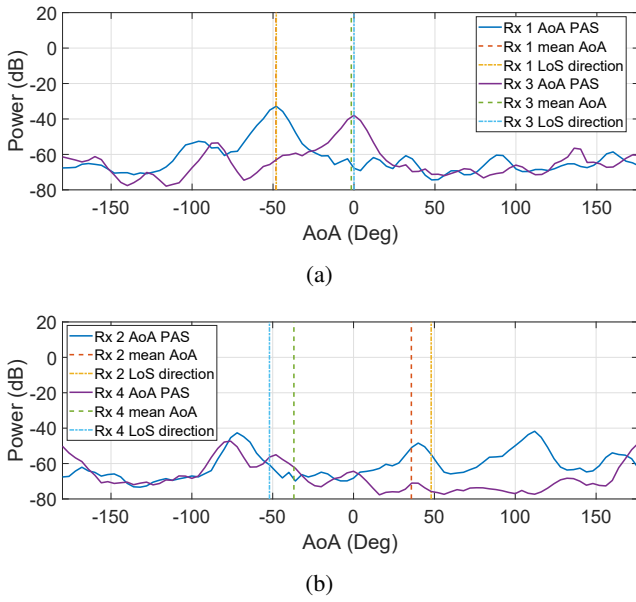 20
0
-20
-40
-60
-80
Power (dB)
Rx 1 AoA PAS
Rx 1 mean AoA
Rx 1 LoS direction
Rx 3 AoA PAS
Rx 3 mean AoA
Rx 3 LoS direction
-150 -100 -50 0 50 100 150
AoA (Deg)
(a)
20
0
-20
-40
-60
-80
Power (dB)
Rx 2 AoA PAS
Rx 2 mean AoA
Rx 2 LoS direction
Rx 4 AoA PAS
Rx 4 mean AoA
Rx 4 LoS direction
-150 -100 -50 0 50 100 150
AoA (Deg)
(b)